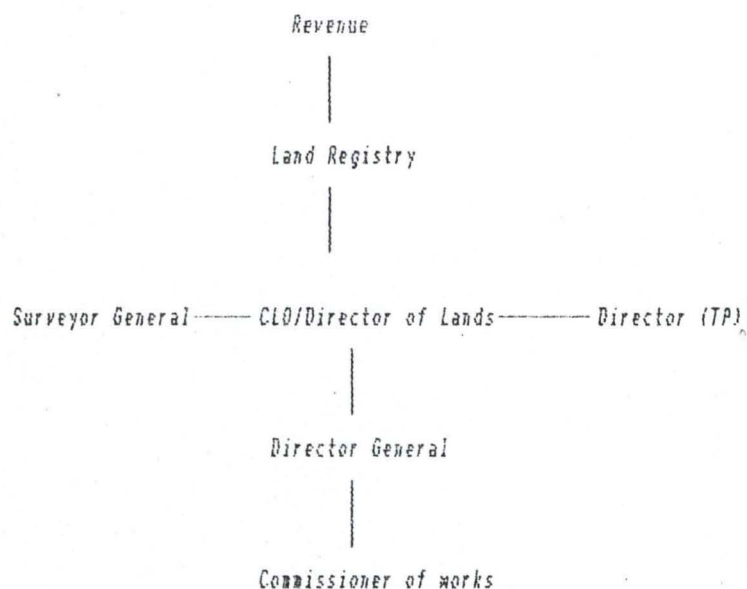 Revenue
Land Registry
Surveyor General CLO/Director of Lands Director (TP)
Director General
Commissioner of works